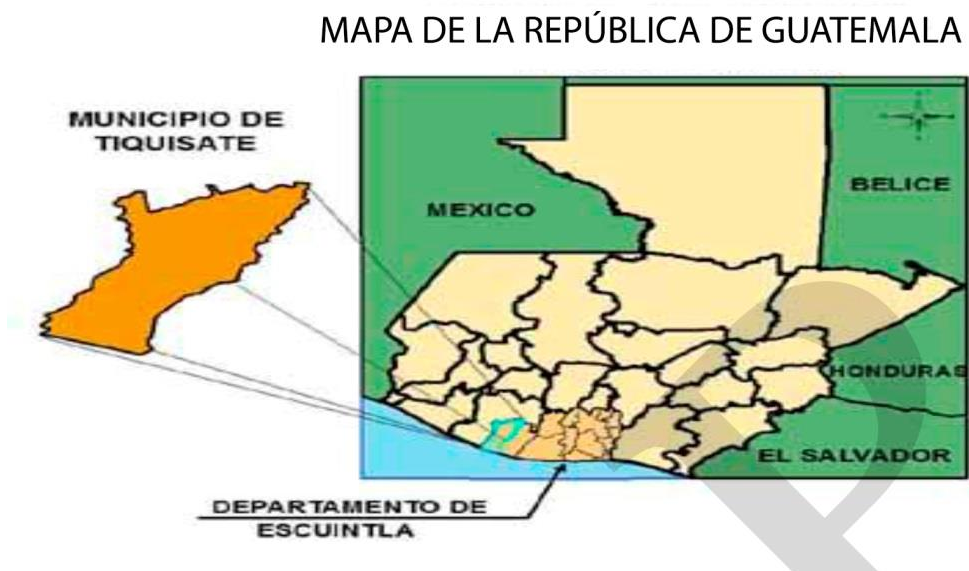 MAPA DE LA REPÚBLICA DE GUATEMALA
MUNICIPIO DE
TIQUISATE
MEXICO
BELICE
HONDURAS
EL SALVADOR
DEPARTAMENTO DE
ESCUINTLA